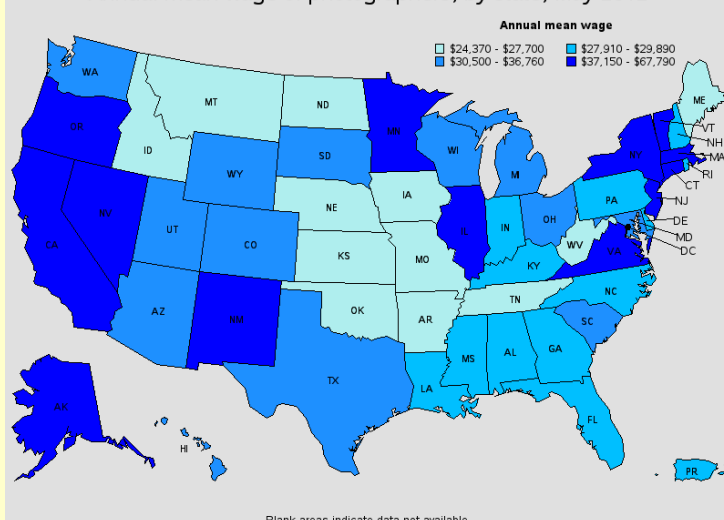 Annual mean wage
$24,370 - $27,700 $27,910 - $29,890
$30,500 - $36,760 $37,150 - $67,790
WA
MT
ND
ME
OR
MN
VT
ID
NH
WI
NY
MA
SD
MI
RI
WY
CT
IA
PA
NJ
NE
OH
NV
IL
IN
DE
UT
WV
MD
CA
CO
VA
DC
KS
MO
KY
NC
TN
AZ
NM
OK
AR
SC
MS
AL
GA
TX
LA
AK
FL
HI
PR
Blank areas indicate data not available